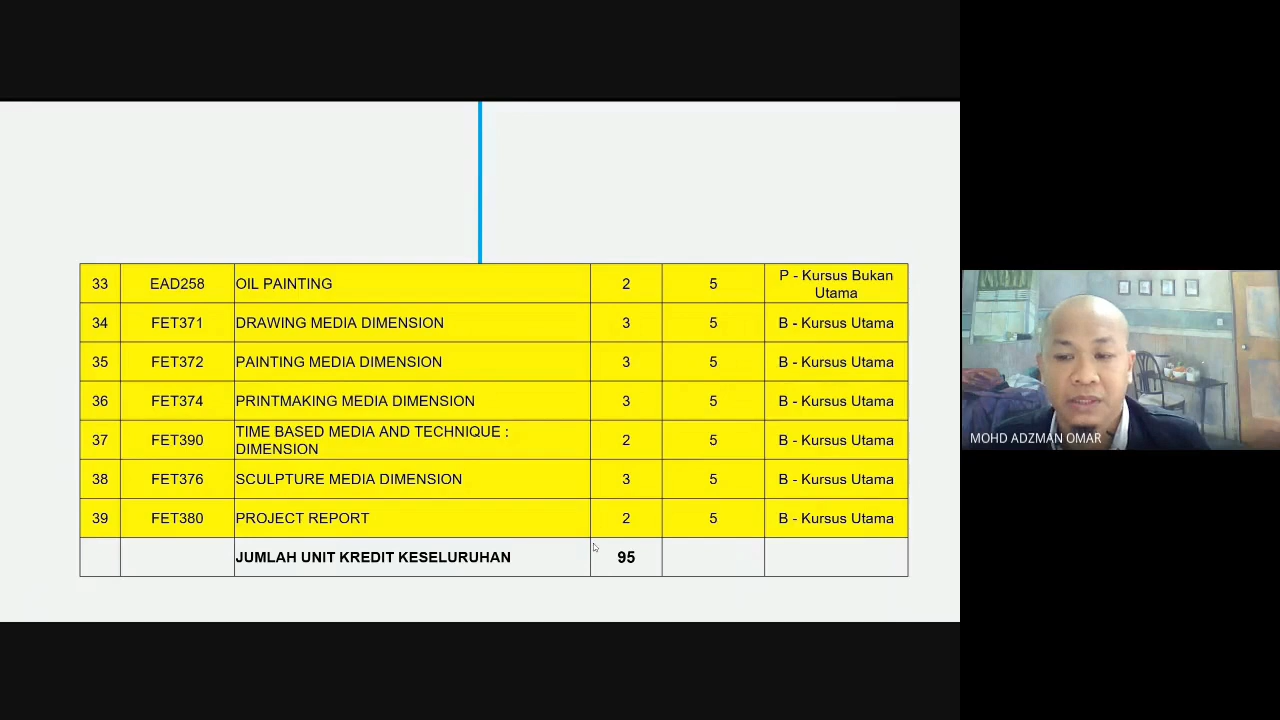 33 EAD258 OIL PAINTING 2 5 P - Kursus Bukan
Utama
34 FET371 DRAWING MEDIA DIMENSION 3 5 B - Kursus Utama
35 FET372 PAINTING MEDIA DIMENSION 3 5 B - Kursus Utama
36 FET374 PRINTMAKING MEDIA DIMENSION 3 5 B - Kursus Utama
37 FET390 TIME BASED MEDIA AND TECHNIQUE :
DIMENSION 2 5 B - Kursus Utama
38 FET376 SCULPTURE MEDIA DIMENSION 3 5 B - Kursus Utama
39 FET380 PROJECT REPORT 2 5 B - Kursus Utama
JUMLAH UNIT KREDIT KESELURUHAN 95
MOHD ADZMAN OMAR